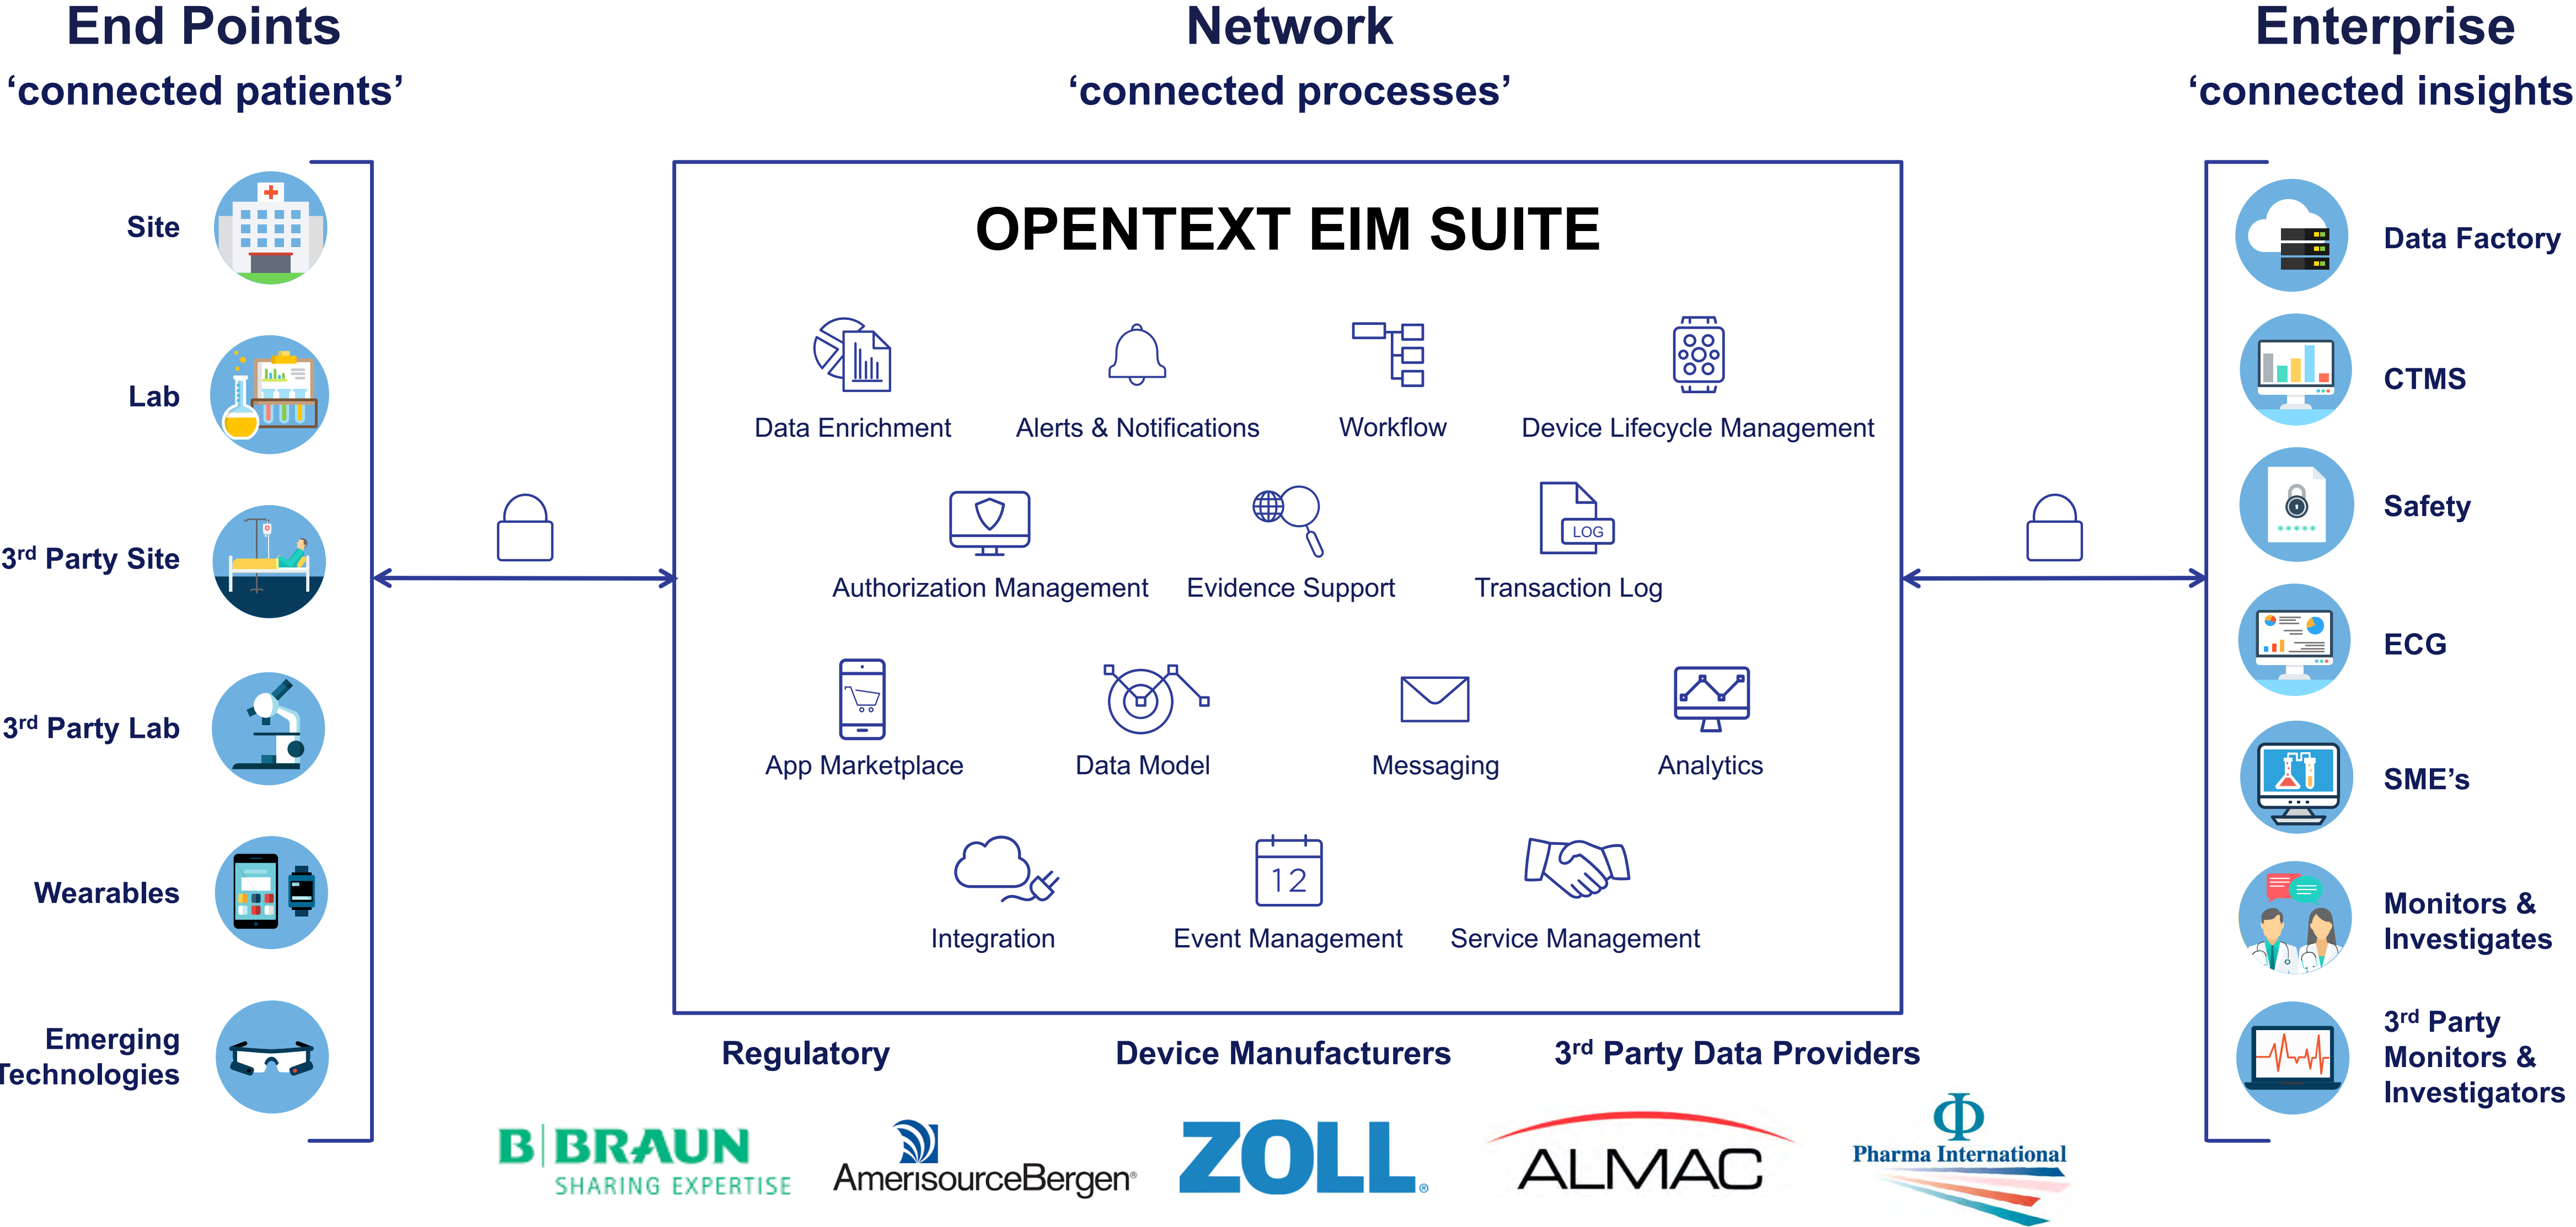 End Points
‘connected patients’
Network
‘connected processes’
Enterprise
‘connected insights
Site
Lab
3rd Party Site
3rd Party Lab
Wearables
Emerging
Technologies
OPENTEXT EIM SUITE
Data Enrichment
Alerts & Notifications
Workflow
Device Lifecycle Management
Authorization Management
Evidence Support
LOG
Transaction Log
App Marketplace
Data Model
Messaging
Analytics
Integration
12
Event Management
Service Management
Data Factory
CTMS
Safety
ECG
SME’s
Monitors &
Investigates
3rd Party
Monitors &
Investigators
Regulatory
Device Manufacturers
3rd Party Data Providers
B|BRAUN
SHARING EXPERTISE
AmerisourceBergen®
ZOLL®
ALMAC
Φ
Pharma International